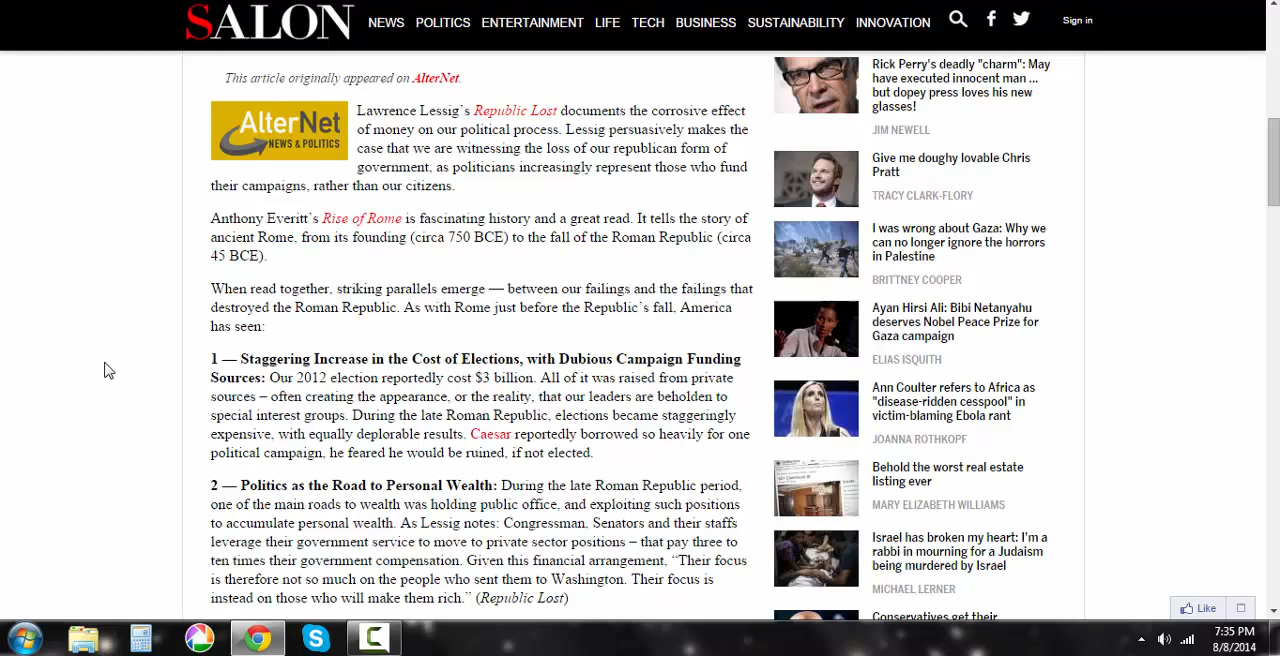 SALON
NEWS POLITICS ENTERTAINMENT LIFE TECH BUSINESS SUSTAINABILITY INNOVATION
Sign in
This article originally appeared on AlterNet.
AlterNet
NEWS & POLITICS
Lawrence Lessig's Republic Lost documents the corrosive effect
of money on our political process. Lessig persuasively makes the
case that we are witnessing the loss of our republican form of
government, as politicians increasingly represent those who fund
their campaigns, rather than our citizens.
Anthony Everitt's Rise of Rome is fascinating history and a great read. It tells the story of
ancient Rome, from its founding (circa 750 BCE) to the fall of the Roman Republic (circa
45 BCE).
When read together, striking parallels emerge — between our failings and the failings that
destroyed the Roman Republic. As with Rome just before the Republic's fall, America
has seen:
1 — Staggering Increase in the Cost of Elections, with Dubious Campaign Funding
Sources: Our 2012 election reportedly cost $3 billion. All of it was raised from private
sources – often creating the appearance, or the reality, that our leaders are beholden to
special interest groups. During the late Roman Republic, elections became staggeringly
expensive, with equally deplorable results. Caesar reportedly borrowed so heavily for one
political campaign, he feared he would be ruined, if not elected.
2 — Politics as the Road to Personal Wealth: During the late Roman Republic period,
one of the main roads to wealth was holding public office, and exploiting such positions
to accumulate personal wealth. As Lessig notes: Congressman, Senators and their staffs
leverage their government service to move to private sector positions – that pay three to
ten times their government compensation. Given this financial arrangement, “Their focus
is therefore not so much on the people who sent them to Washington. Their focus is
instead on those who will make them rich.” (Republic Lost)
Rick Perry's deadly "charm": May
have executed innocent man ...
but dopey press loves his new
glasses!
JIM NEWELL
Give me doughy lovable Chris
Pratt
TRACY CLARK-FLORY
I was wrong about Gaza: Why we
can no longer ignore the horrors
in Palestine
BRITTNEY COOPER
Ayan Hirsi Ali: Bibi Netanyahu
deserves Nobel Peace Prize for
Gaza campaign
ELIAS ISQUITH
Ann Coulter refers to Africa as
"disease-ridden cesspool" in
victim-blaming Ebola rant
JOANNA ROTHKOPF
Behold the worst real estate
listing ever
MARY ELIZABETH WILLIAMS
Israel has broken my heart: I'm a
rabbi in mourning for a Judaism
being murdered by Israel
MICHAEL LERNER
Conservatives get their
Like
7:35 PM
8/8/2014